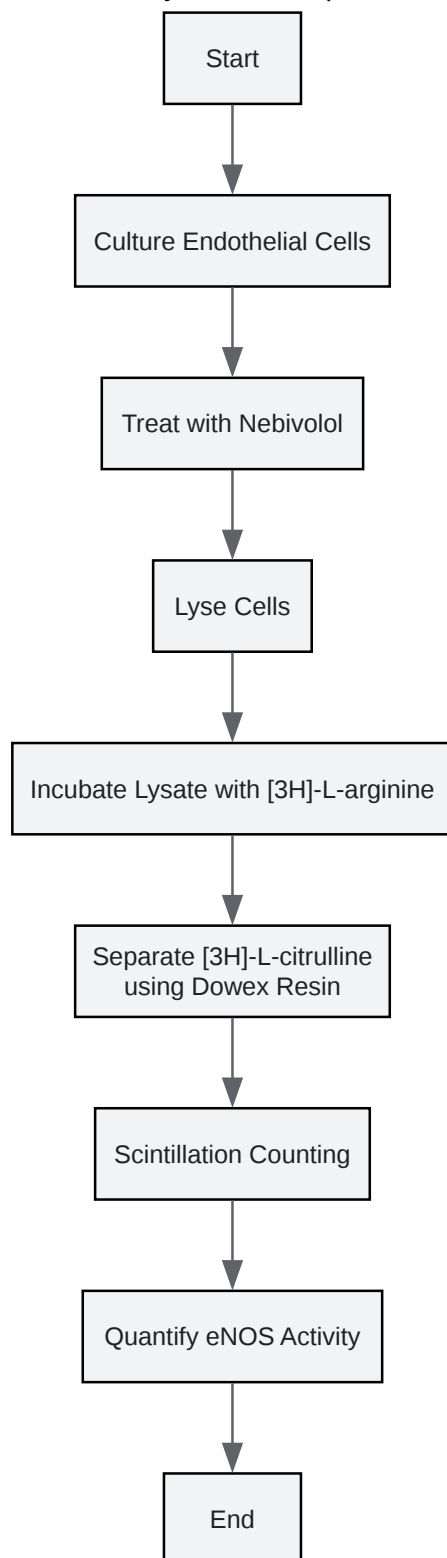 Start
Culture Endothelial Cells
Treat with Nebivolol
Lyse Cells
Incubate Lysate with [3H]-L-arginine
Separate [3H]-L-citrulline
using Dowex Resin
Scintillation Counting
Quantify eNOS Activity
End